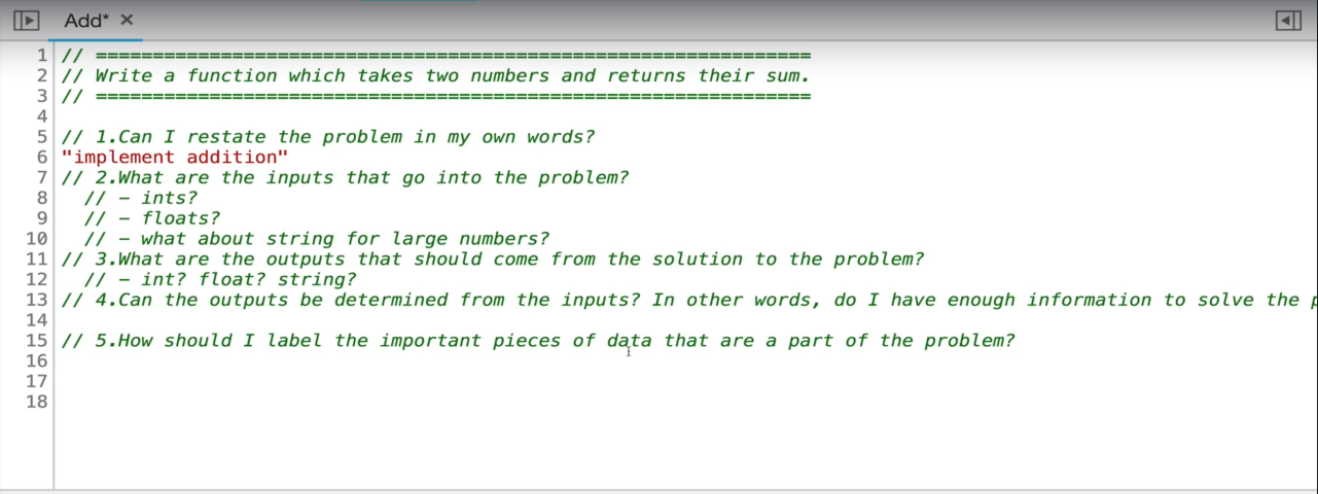 Add*
1 // ===============================================================
2 // Write a function which takes two numbers and returns their sum.
3 // ===============================================================
4
5 // 1.Can I restate the problem in my own words?
6 "implement addition"
7 // 2.What are the inputs that go into the problem?
8 // – ints?
9 // – floats?
10 // – what about string for large numbers?
11 // 3.What are the outputs that should come from the solution to the problem?
12 // – int? float? string?
13 // 4.Can the outputs be determined from the inputs? In other words, do I have enough information to solve the
14
15 // 5.How should I label the important pieces of data that are a part of the problem?
16
17
18